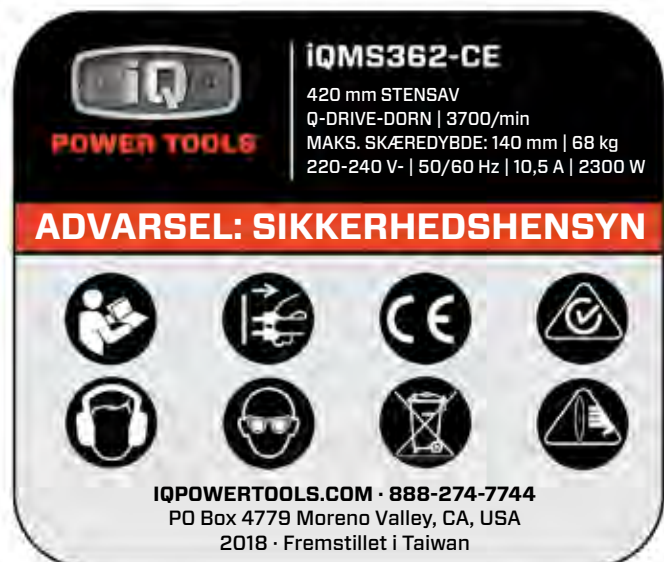 iQ
POWER TOOLS
iQMS362-CE
420 mm STENSAV
Q-DRIVE-DORN | 3700/min
MAKS. SKÆREDYBDE: 140 mm | 68 kg
220-240 V- | 50/60 Hz | 10,5 A | 2300 W
ADVARSEL: SIKKERHEDSHENSYN
CE
IQPOWERTOOLS.COM · 888-274-7744
PO Box 4779 Moreno Valley, CA, USA
2018 · Fremstillet i Taiwan